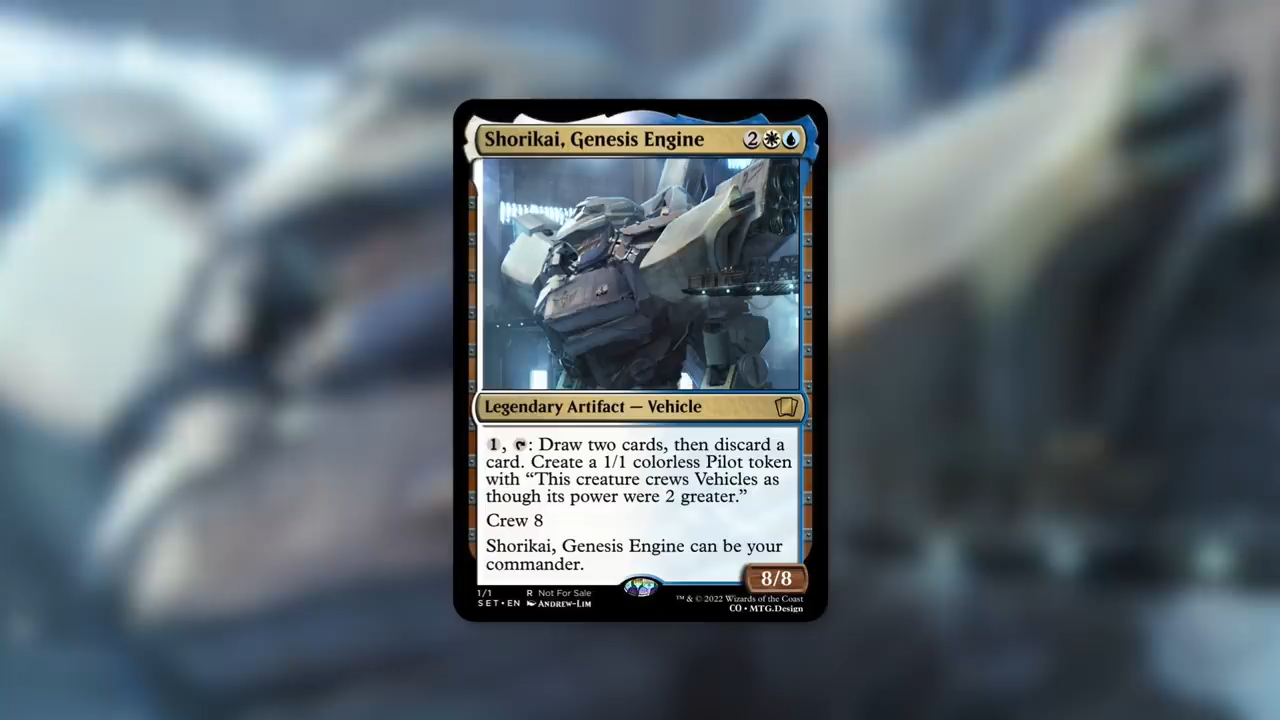 Shorikai, Genesis Engine 2
Legendary Artifact — Vehicle
1, : Draw two cards, then discard a
card. Create a 1/1 colorless Pilot token
with “This creature crews Vehicles as
though its power were 2 greater.”
Crew 8
Shorikai, Genesis Engine can be your
commander.
8/8
1/1 R Not For Sale
SET • EN Andrew-Lim
™ & © 2022 Wizards of the Coast
CO • MTG.Design